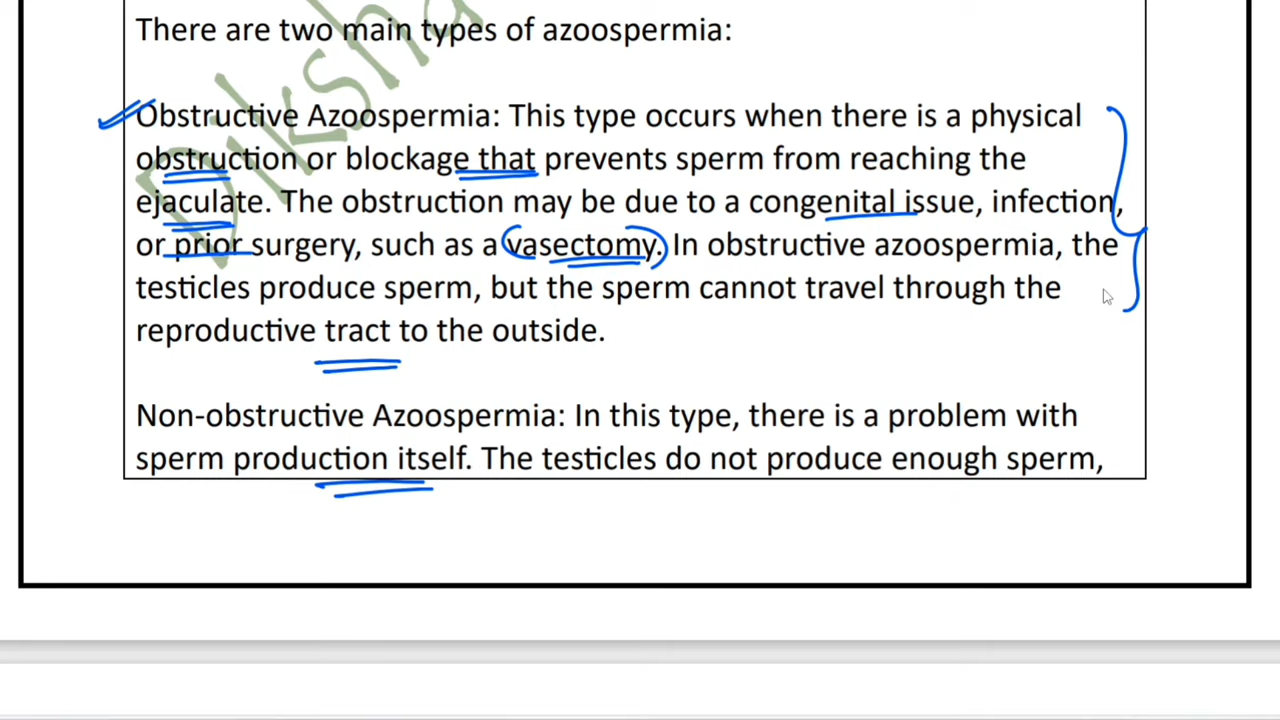 There are two main types of azoospermia:
Obstructive Azoospermia: This type occurs when there is a physical
obstruction or blockage that prevents sperm from reaching the
ejaculate. The obstruction may be due to a congenital issue, infection,
or prior surgery, such as a vasectomy. In obstructive azoospermia, the
testicles produce sperm, but the sperm cannot travel through the
reproductive tract to the outside.
Non-obstructive Azoospermia: In this type, there is a problem with
sperm production itself. The testicles do not produce enough sperm,
Diksha